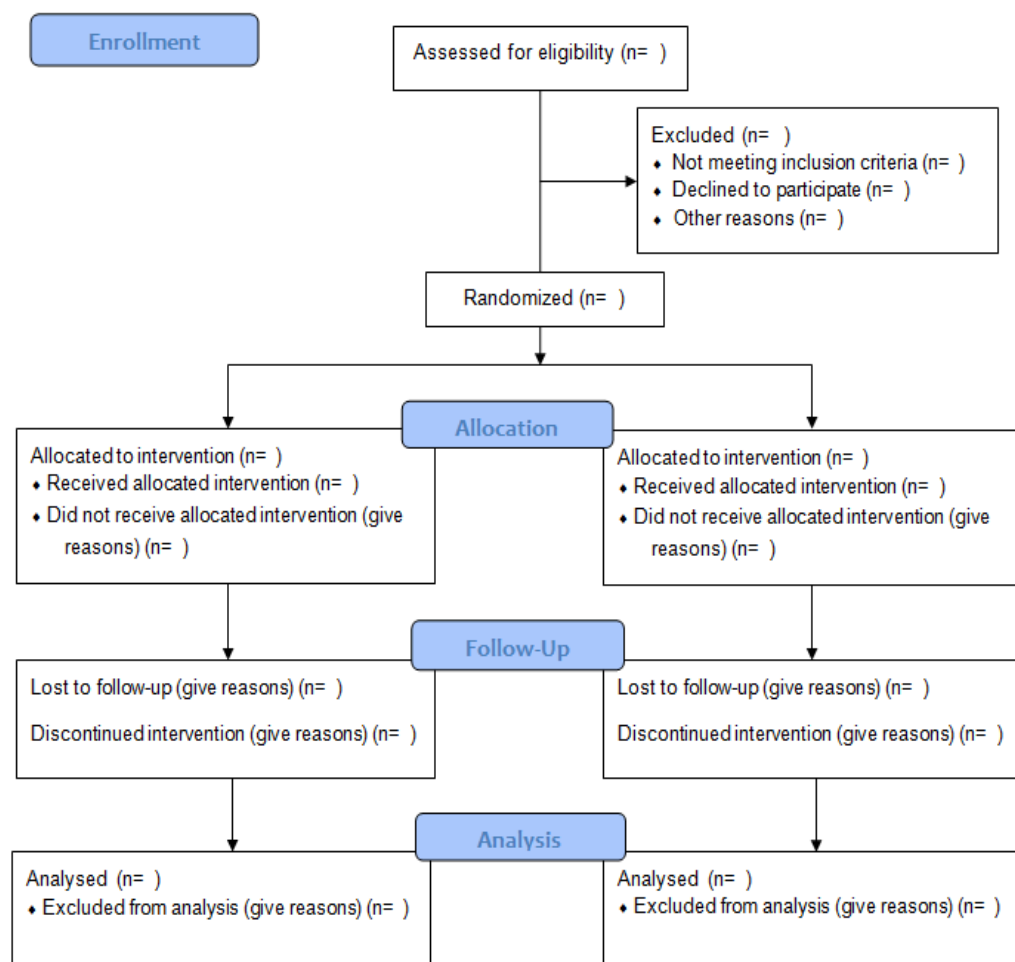 Enrollment
Assessed for eligibility (n= )
Excluded (n= )
♦ Not meeting inclusion criteria (n= )
♦ Declined to participate (n= )
♦ Other reasons (n= )
Randomized (n= )
Allocation
Allocated to intervention (n= )
♦ Received allocated intervention (n= )
♦ Did not receive allocated intervention (give
reasons) (n= )
Allocated to intervention (n= )
♦ Received allocated intervention (n= )
♦ Did not receive allocated intervention (give
reasons) (n= )
Follow-Up
Lost to follow-up (give reasons) (n= )
Discontinued intervention (give reasons) (n= )
Lost to follow-up (give reasons) (n= )
Discontinued intervention (give reasons) (n= )
Analysis
Analysed (n= )
♦ Excluded from analysis (give reasons) (n= )
Analysed (n= )
♦ Excluded from analysis (give reasons) (n= )